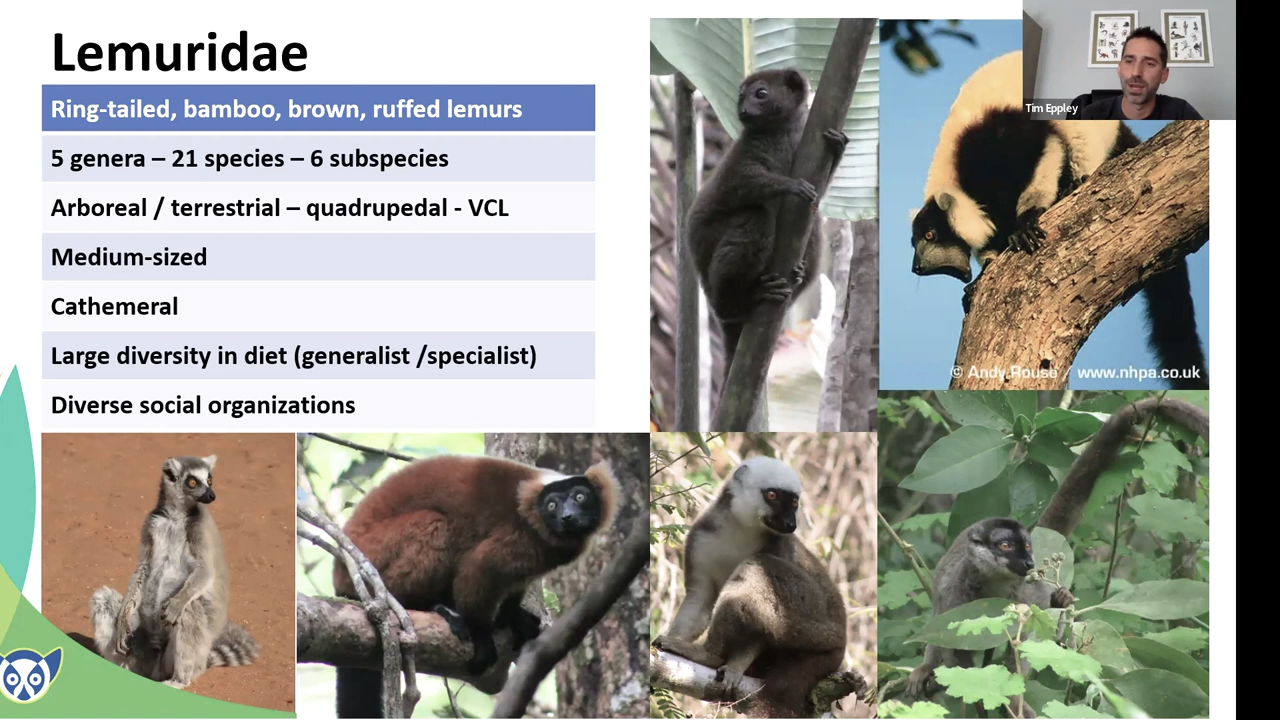 Lemuridae
Ring-tailed, bamboo, brown, ruffed lemurs
5 genera – 21 species – 6 subspecies
Arboreal / terrestrial – quadrupedal - VCL
Medium-sized
Cathemeral
Large diversity in diet (generalist /specialist)
Diverse social organizations
Tim Eppley
© Andy Rouse / www.nhpa.co.uk